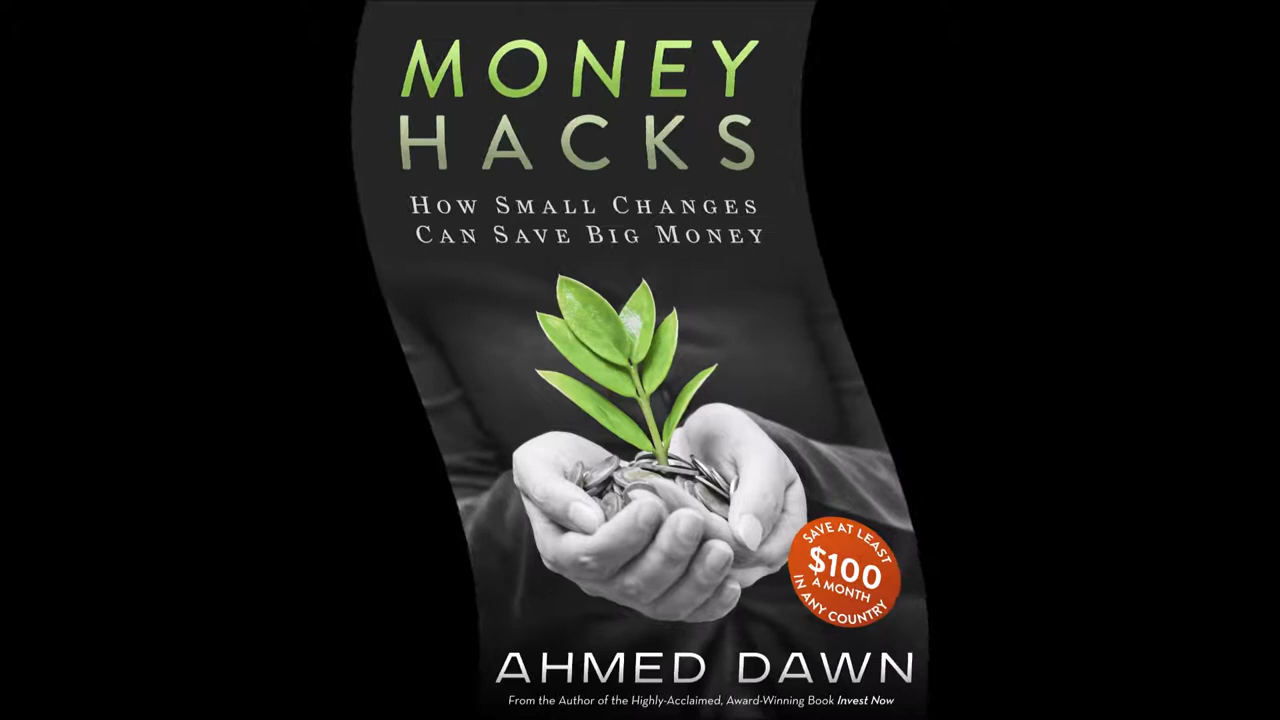 MONEY
HACKS
HOW SMALL CHANGES
CAN SAVE BIG MONEY
SAVE AT LEAST
$100
A MONTH
IN ANY COUNTRY
AHMED DAWN
From the Author of the Highly-Acclaimed, Award-Winning Book Invest Now